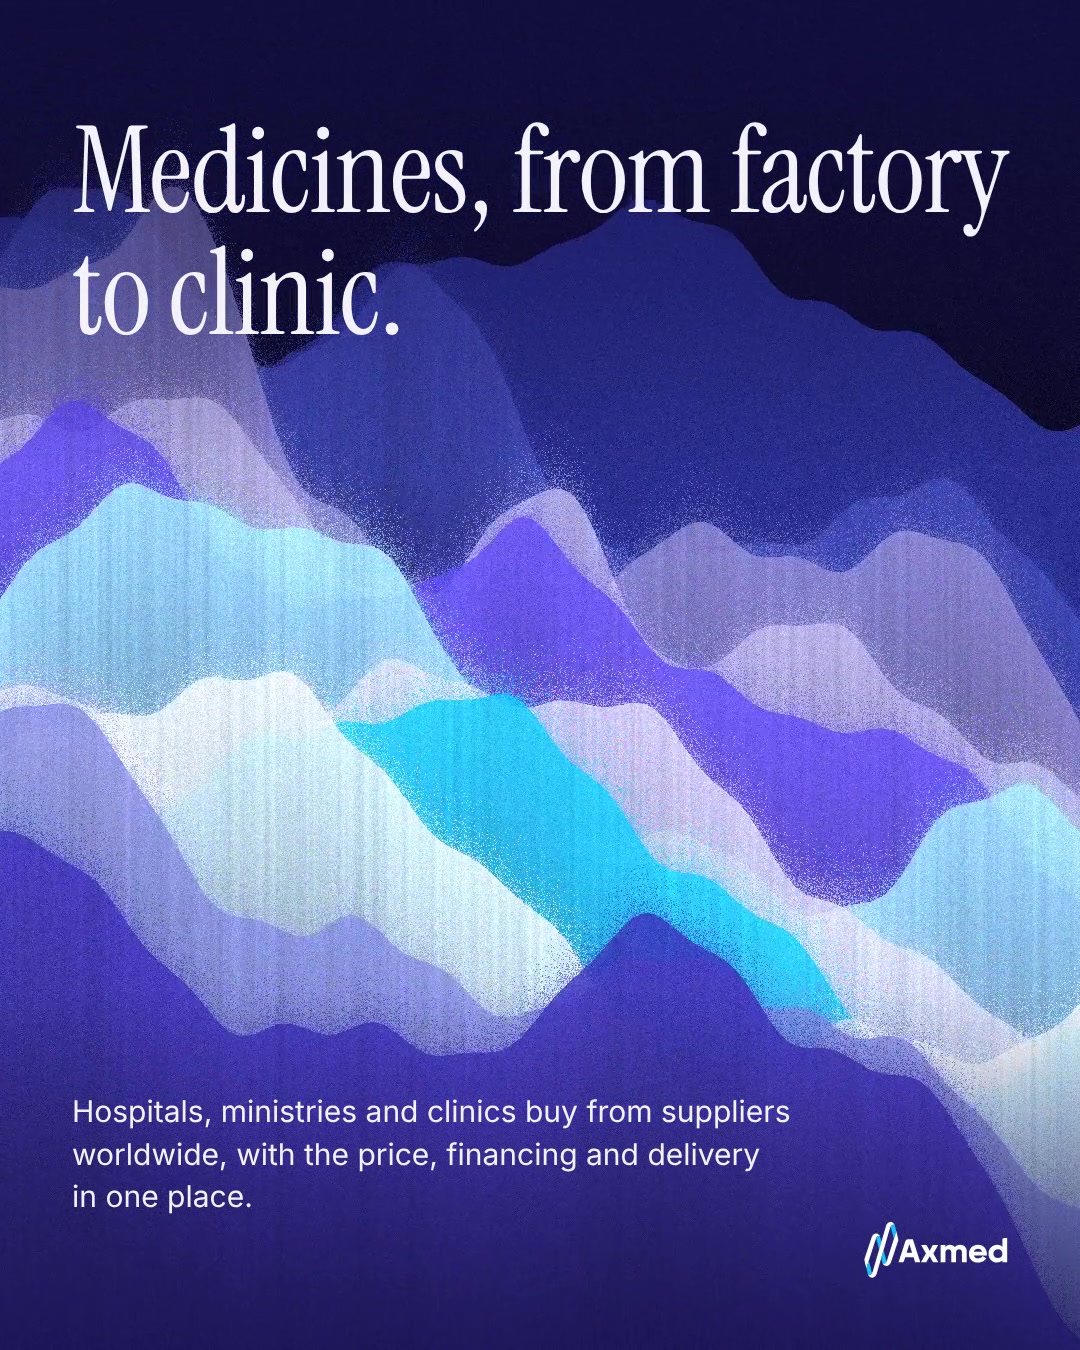 Medicines, from factory
to clinic.
Hospitals, ministries and clinics buy from suppliers
worldwide, with the price, financing and delivery
in one place.
Axmed